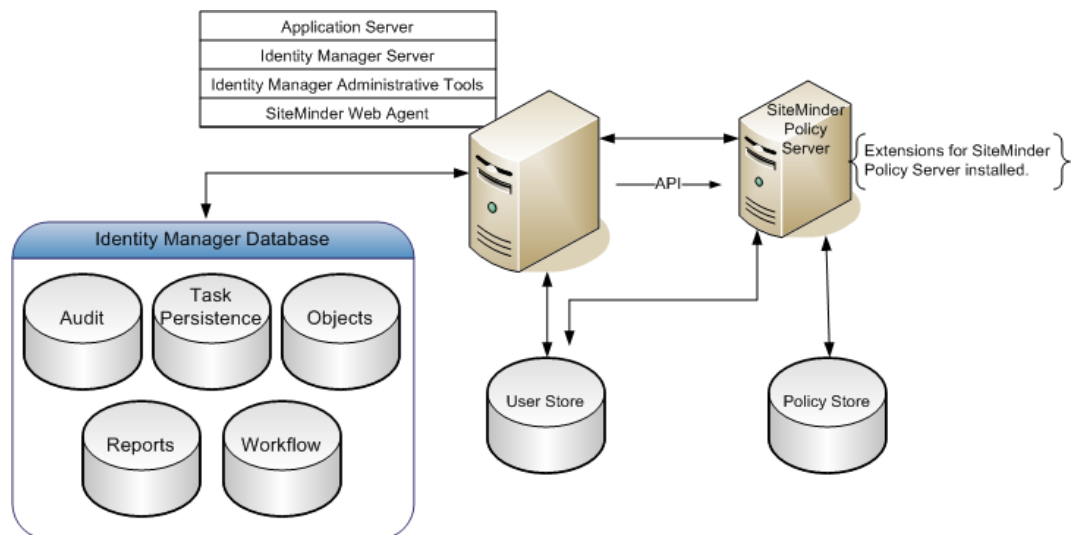 Application Server
Identity Manager Server
Identity Manager Administrative Tools
SiteMinder Web Agent
SiteMinder
Policy
Server
Extensions for SiteMinder
Policy Server installed.
API
Identity Manager Database
Audit
Task
Persistence
Objects
Reports
Workflow
User Store
Policy Store